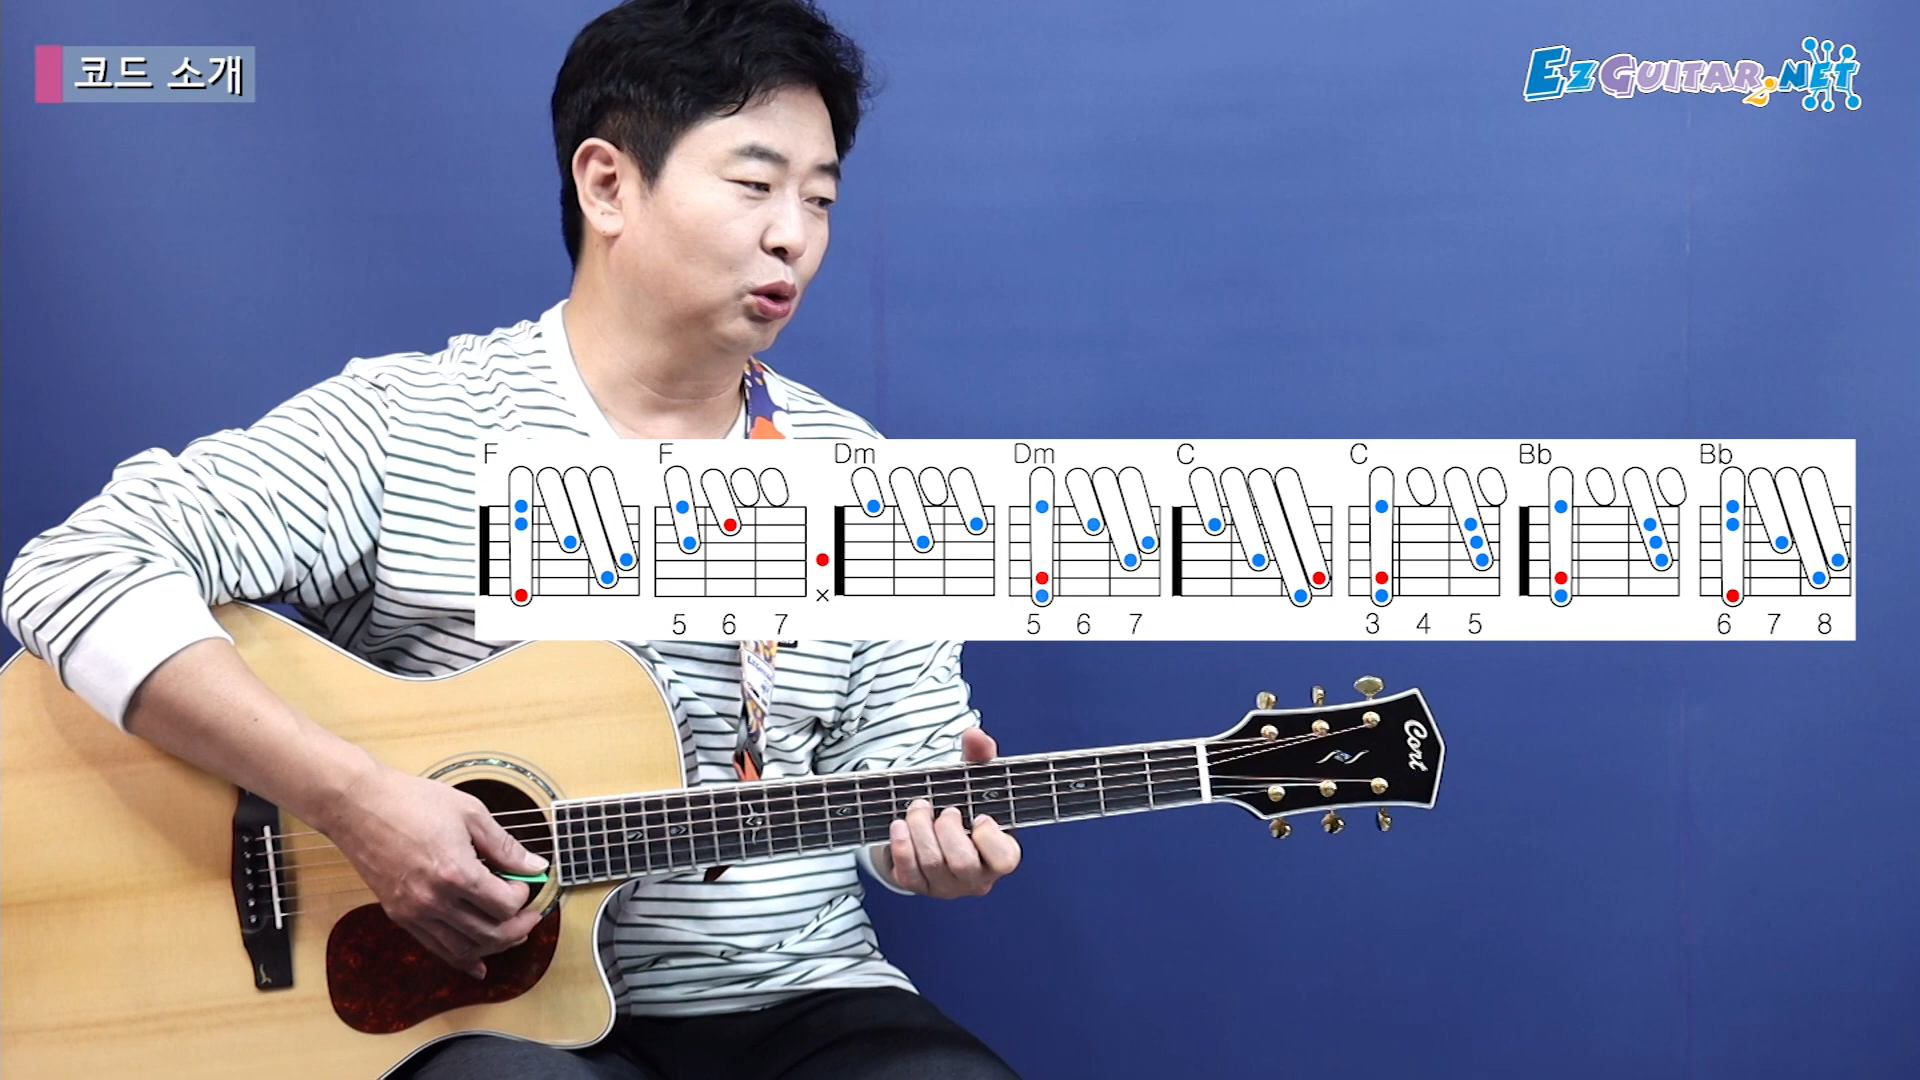 코드 소개
EZGUITAR2.NET
F F Dm Dm C C Bb Bb
×
5 6 7 5 6 7 3 4 5 6 7 8
Cort